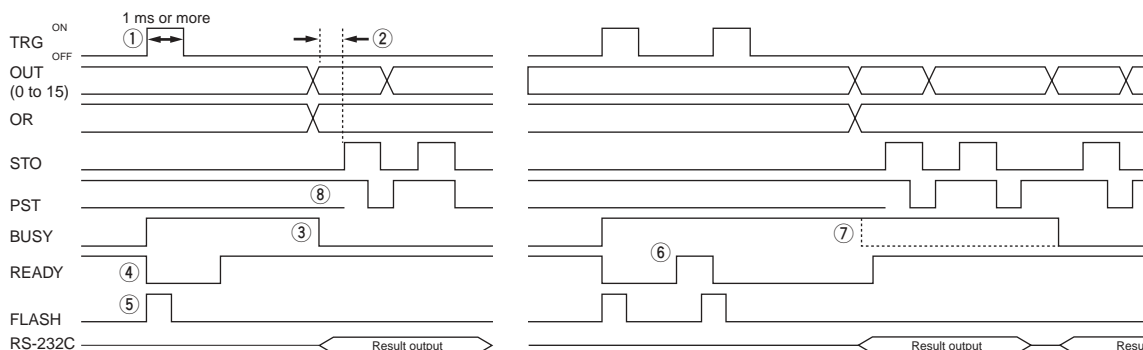 1 ms or more
TRG
ON
①
②
OFF
OUT
(0 to 15)
OR
STO
⑧
PST
BUSY
③
⑦
READY
④
⑥
⑤
FLASH
RS-232C
Result output
Result output
Resu